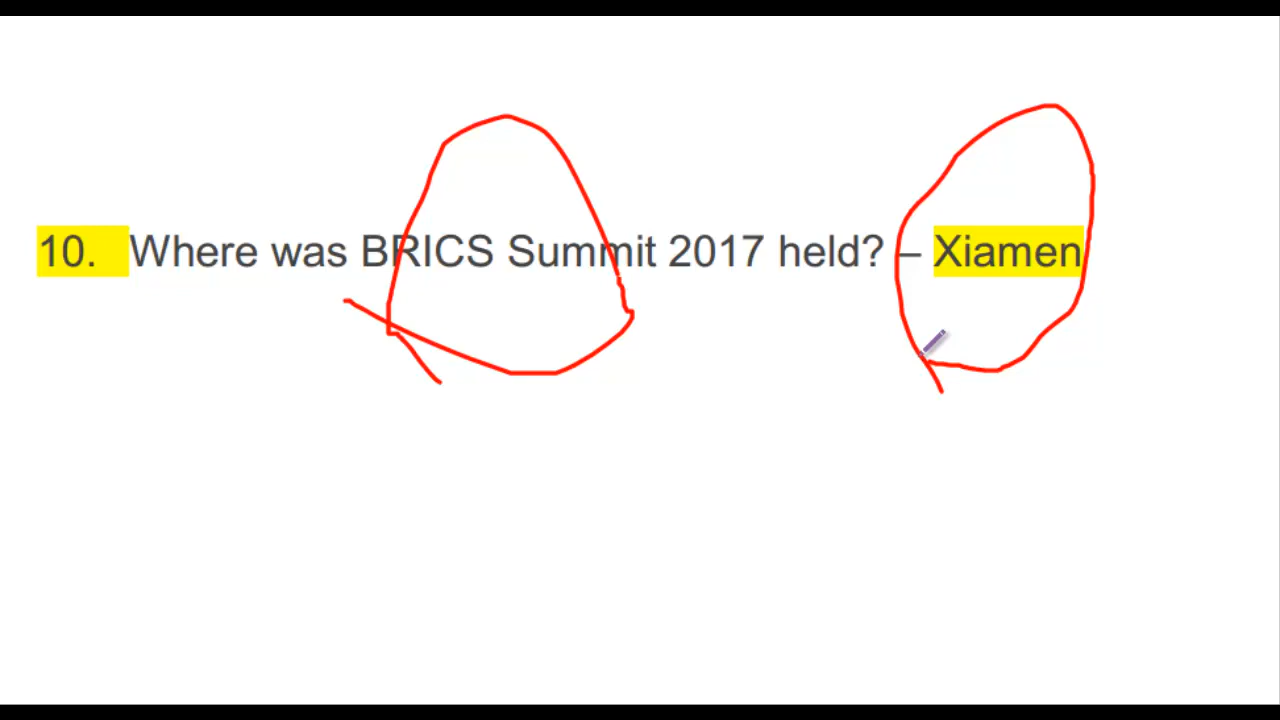 10. Where was BRICS Summit 2017 held? – Xiamen